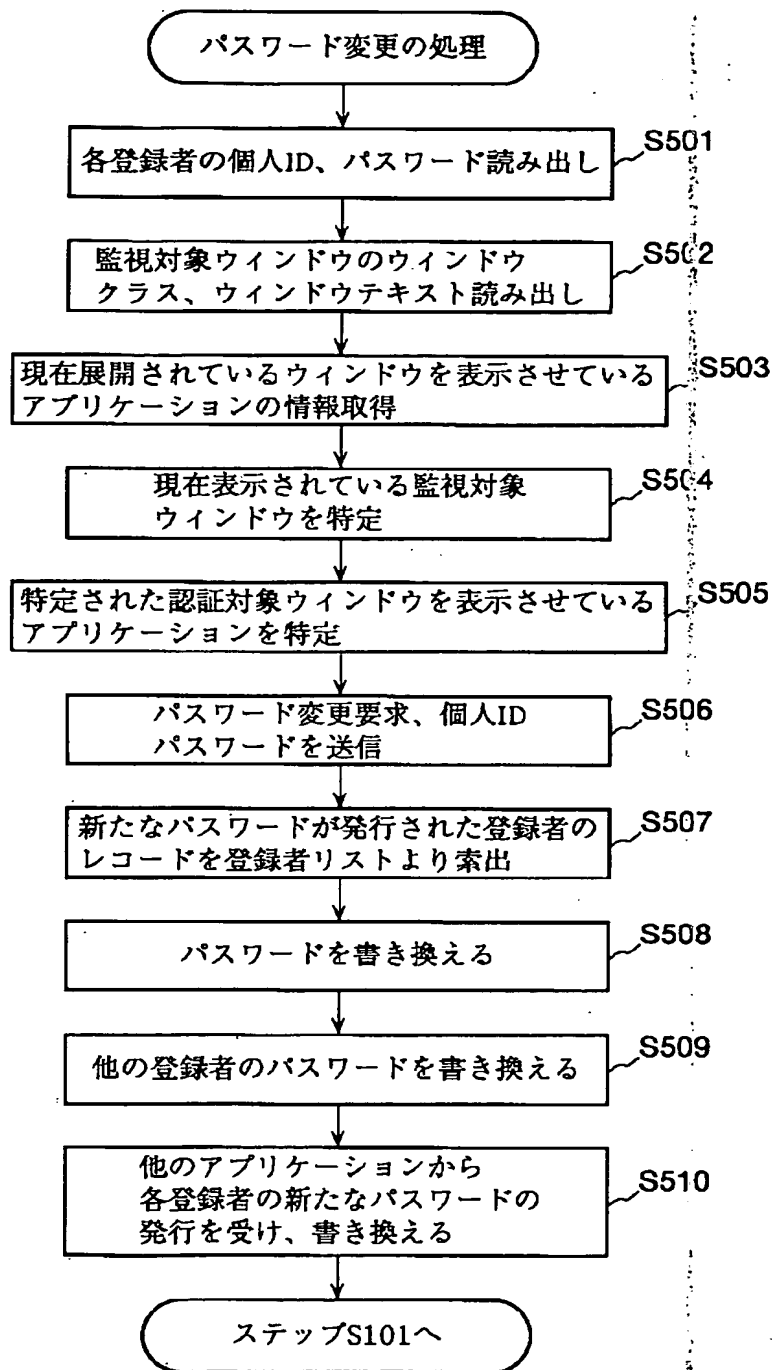 パスワード変更の処理
各登録者の個人ID、パスワード読み出し
S501
監視対象ウィンドウのウィンドウ
クラス、ウィンドウテキスト読み出し
S502
現在展開されているウィンドウを表示させている
アプリケーションの情報取得
S503
現在表示されている監視対象
ウィンドウを特定
S504
特定された認証対象ウィンドウを表示させている
アプリケーションを特定
S505
パスワード変更要求、個人ID
パスワードを送信
S506
新たなパスワードが発行された登録者の
レコードを登録者リストより索出
S507
パスワードを書き換える
S508
他の登録者のパスワードを書き換える
S509
他のアプリケーションから
各登録者の新たなパスワードの
発行を受け、書き換える
S510
ステップS101へ